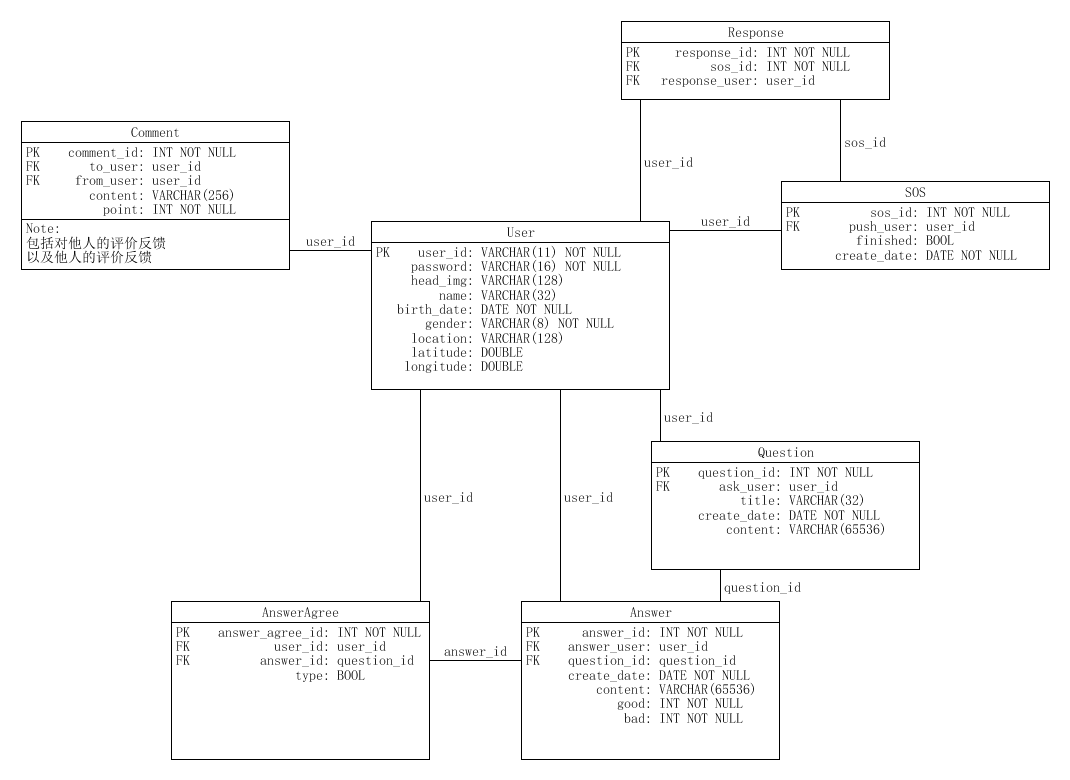 Response
PK response_id: INT NOT NULL
FK sos_id: INT NOT NULL
FK response_user: user_id
Comment
PK comment_id: INT NOT NULL
FK to_user: user_id
FK from_user: user_id
content: VARCHAR(256)
point: INT NOT NULL
Note:
包括对他人的评价反馈
以及他人的评价反馈
user_id
sos_id
SOS
PK sos_id: INT NOT NULL
FK push_user: user_id
finished: BOOL
create_date: DATE NOT NULL
user_id
user_id
User
PK user_id: VARCHAR(11) NOT NULL
password: VARCHAR(16) NOT NULL
head_img: VARCHAR(128)
name: VARCHAR(32)
birth_date: DATE NOT NULL
gender: VARCHAR(8) NOT NULL
location: VARCHAR(128)
latitude: DOUBLE
longitude: DOUBLE
user_id
Question
PK question_id: INT NOT NULL
FK ask_user: user_id
title: VARCHAR(32)
create_date: DATE NOT NULL
content: VARCHAR(65536)
user_id
user_id
question_id
AnswerAgree
PK answer_agree_id: INT NOT NULL
FK user_id: user_id
FK answer_id: question_id
type: BOOL
answer_id
Answer
PK answer_id: INT NOT NULL
FK answer_user: user_id
FK question_id: question_id
create_date: DATE NOT NULL
content: VARCHAR(65536)
good: INT NOT NULL
bad: INT NOT NULL